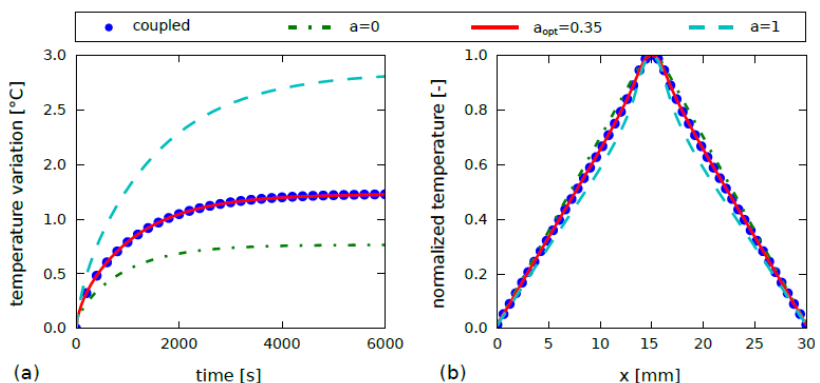 coupled
a=0
a_opt=0.35
a=1
temperature variation [°C]
3.0
2.5
2.0
1.0
0.5
0.0
0
2000
4000
6000
time [s]
(a)
normalized temperature [-]
1.0
0.8
0.6
0.4
0.2
0.0
0
5
10
15
20
25
30
x [mm]
(b)